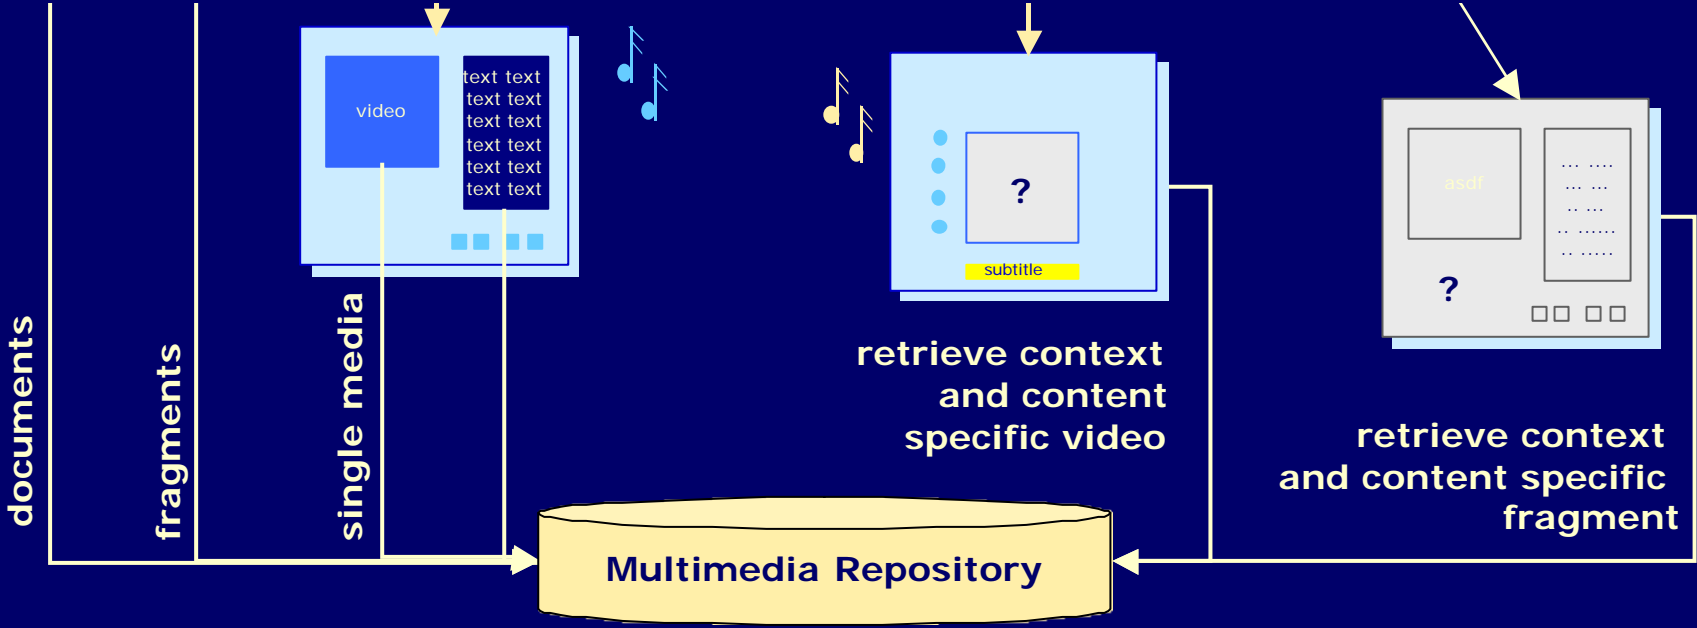 video
text text
text text
text text
text text
text text
text text
?
subtitle
asdf
... ....
... ...
.. ...
.. ......
.. .....
?
documents
fragments
single media
retrieve context
and content
specific video
retrieve context
and content specific
fragment
Multimedia Repository